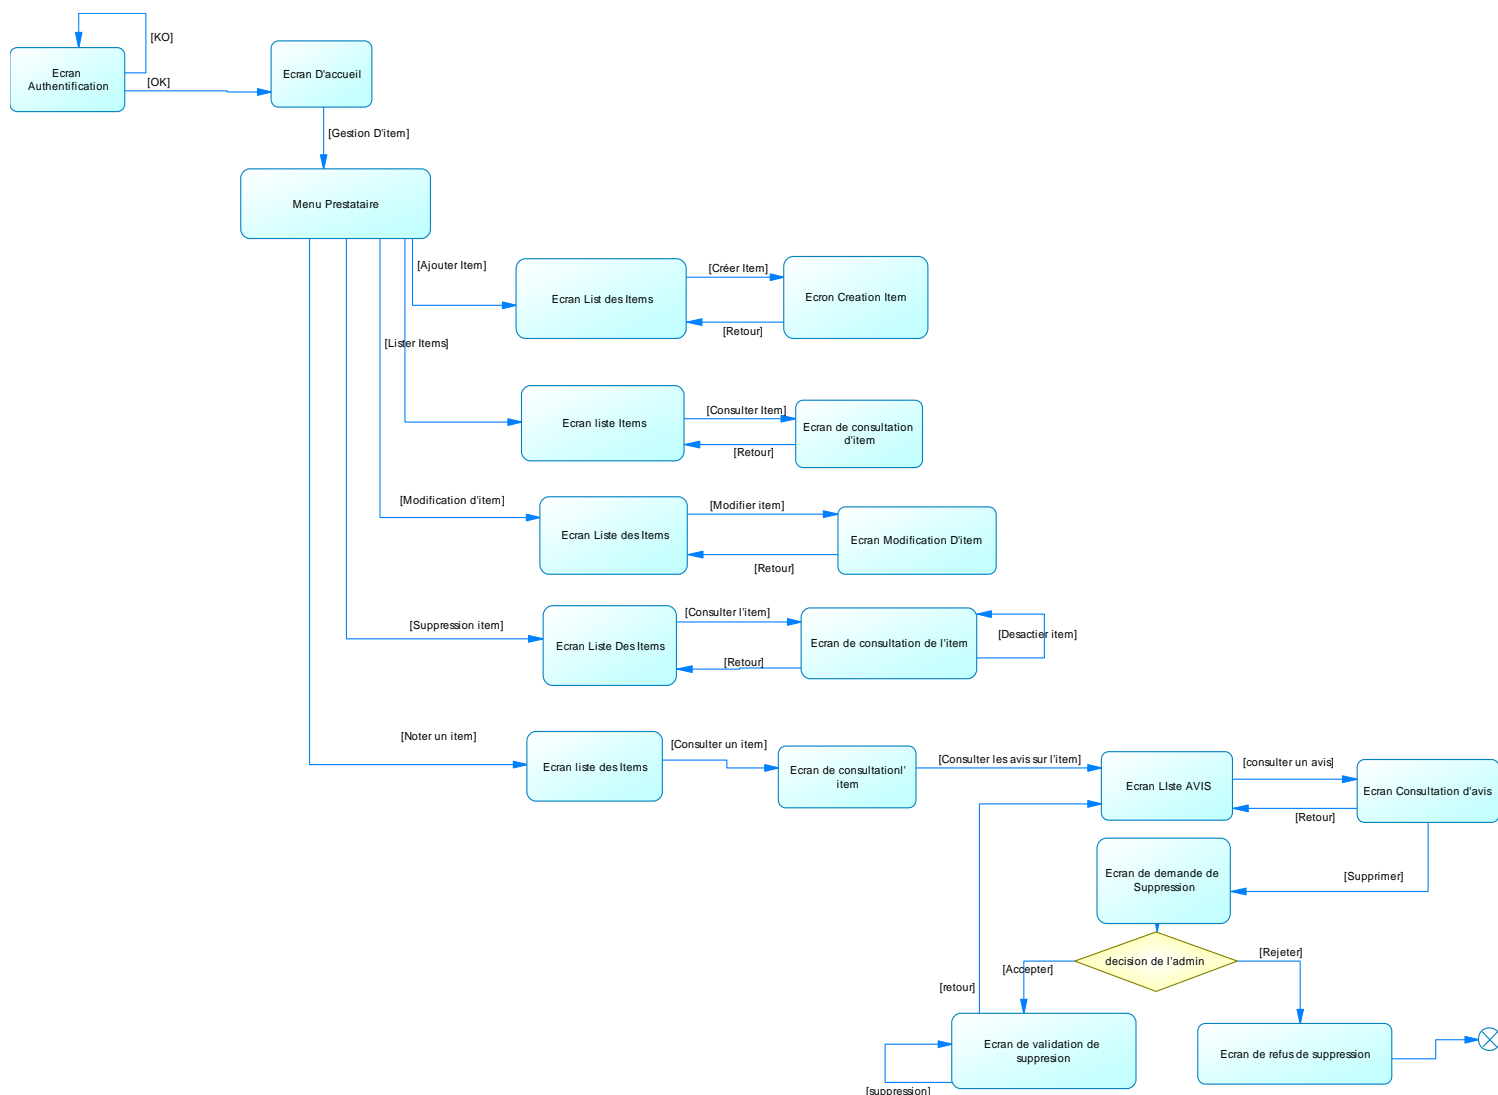 [KO]
Ecran
Authentification
[OK]
Ecran D'accueil
[Gestion D'item]
Menu Prestataire
[Ajouter Item]
Ecran List des Items
[Créer Item]
Ecron Creation Item
[Retour]
[Lister Items]
Ecran liste Items
[Consulter Item]
Ecran de consultation
d'item
[Retour]
[Modification d'item]
Ecran Liste des Items
[Modifier item]
Ecran Modification D'item
[Retour]
[Suppression item]
Ecran Liste Des Items
[Consulter l'item]
Ecran de consultation de l'item
[Desactier item]
[Retour]
[Noter un item]
Ecran liste des Items
[Consulter un item]
Ecran de consultationl'
item
[Consulter les avis sur l'item]
Ecran LIste AVIS
[consulter un avis]
Ecran Consultation d'avis
[Retour]
[Supprimer]
Ecran de demande de
Suppression
decision de l'admin
[Accepter]
[Rejeter]
[retour]
Ecran de validation de
suppresion
[suppression]
Ecran de refus de suppression